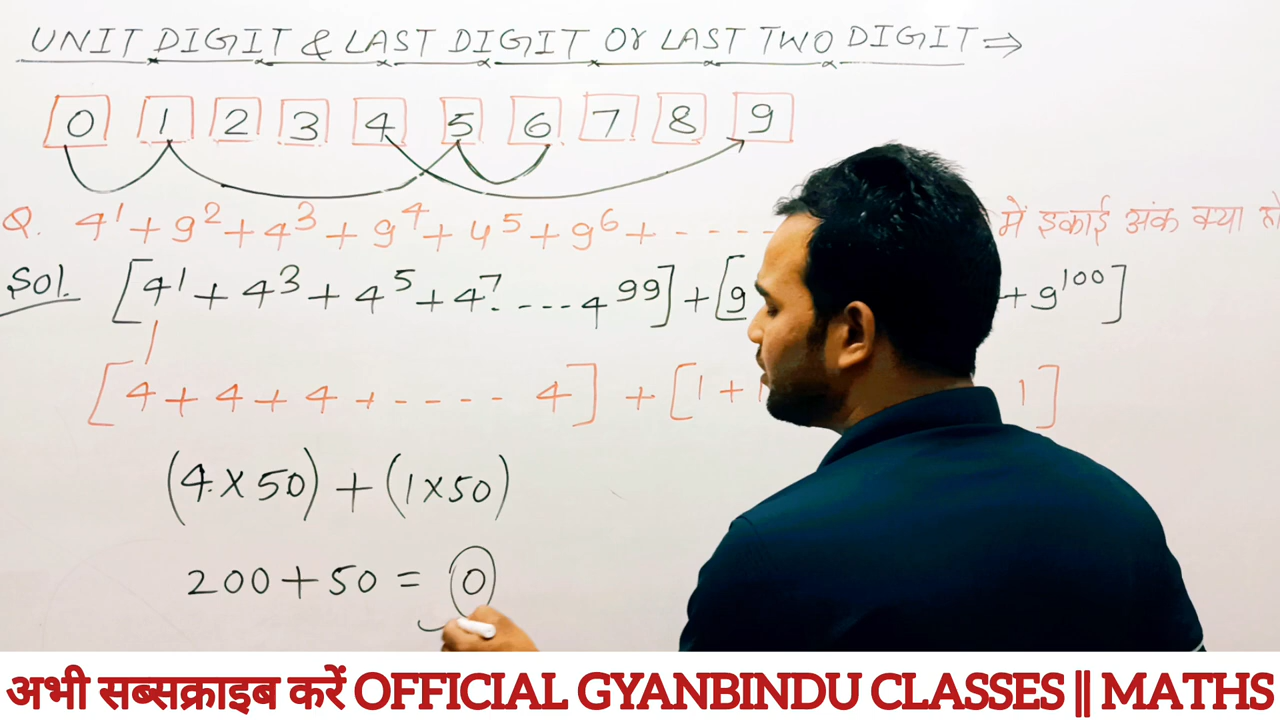 UNIT DIGIT & LAST DIGIT Or LAST TWO DIGIT ⇒
0 1 2 3 4 5 6 7 8 9
Q. 4¹ + 9² + 4³ + 9⁴ + 4⁵ + 9⁶ + ----- में इकाई अंक क्या हो
Sol. [4¹ + 4³ + 4⁵ + 4⁷. ---- 4⁹⁹] + [9 + 9¹⁰⁰]
[4 + 4 + 4 + ----- 4] + [1 + 1 1]
(4 × 50) + (1 × 50)
200 + 50 = 0
अभी सब्सक्राइब करें OFFICIAL GYANBINDU CLASSES || MATHS